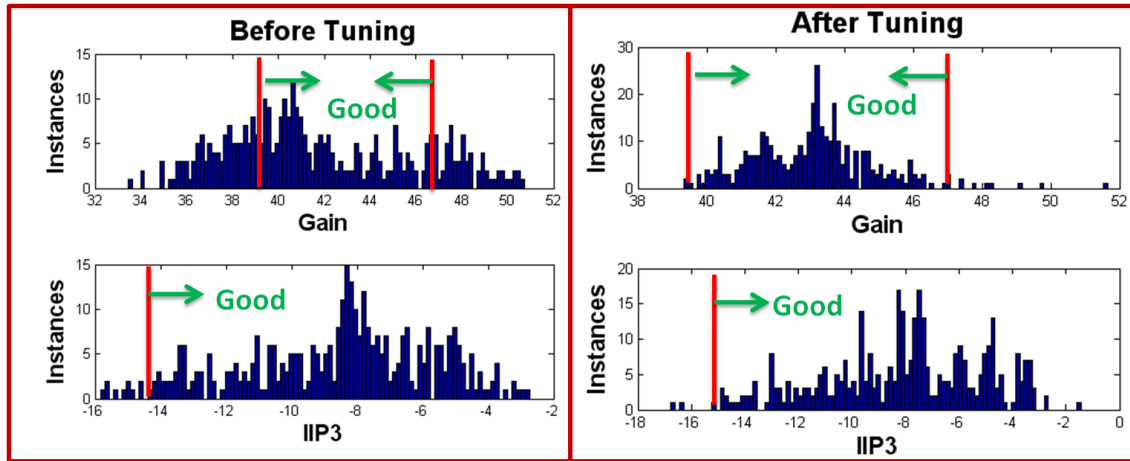 Before Tuning
15
10
5
0
Instances
Good
32 34 36 38 40 42 44 46 48 50 52
Gain
15
10
5
0
Instances
Good
-16 -14 -12 -10 -8 -6 -4 -2
IIP3
After Tuning
30
20
10
0
Instances
Good
38 40 42 44 46 48 50 52
Gain
20
15
10
5
0
Instances
Good
-18 -16 -14 -12 -10 -8 -6 -4 -2 0
IIP3